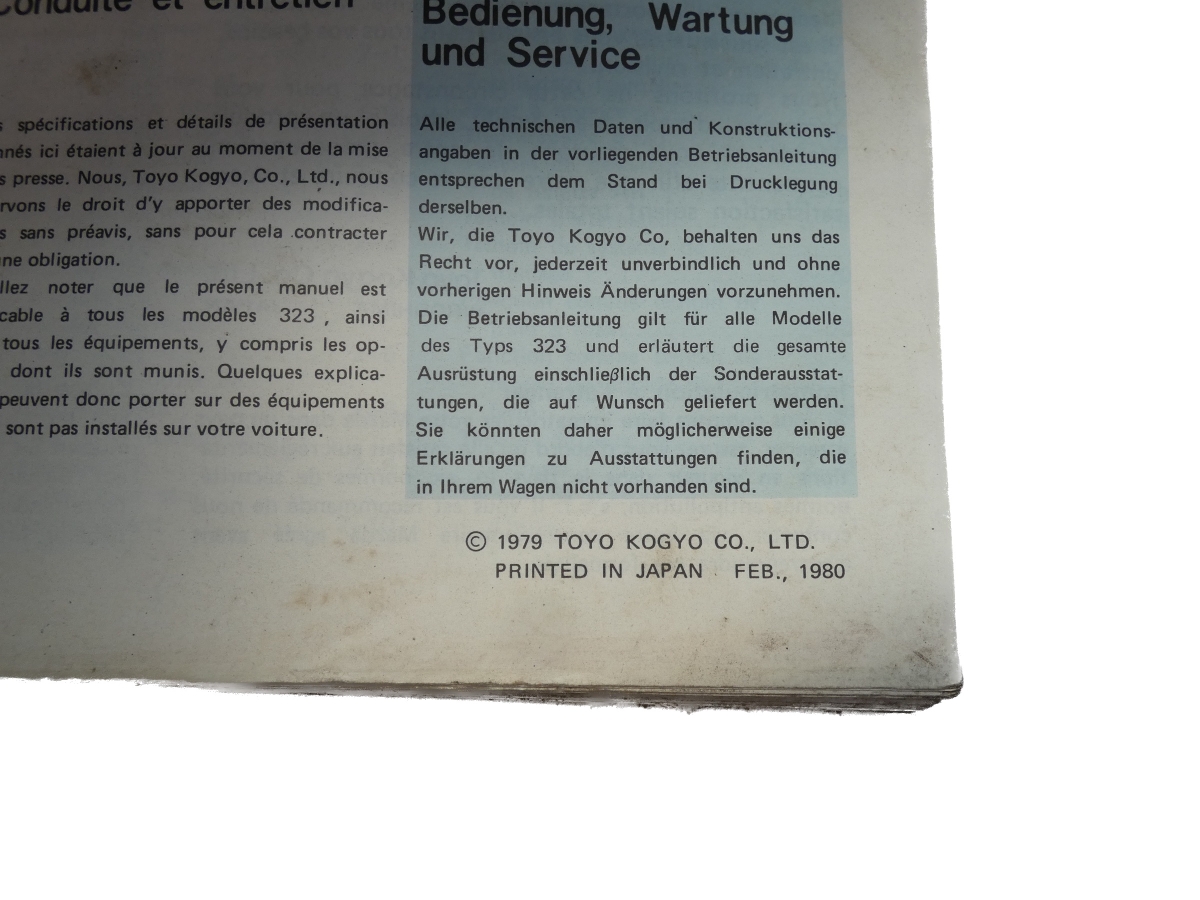 Conduite et entretien
spécifications et détails de présentation
nnés ici étaient à jour au moment de la mise
s presse. Nous, Toyo Kogyo, Co., Ltd., nous
rvons le droit d'y apporter des modifica-
s sans préavis, sans pour cela contracter
ne obligation.
llez noter que le présent manuel est
cable à tous les modèles 323 , ainsi
tous les équipements, y compris les op-
dont ils sont munis. Quelques explica-
peuvent donc porter sur des équipements
sont pas installés sur votre voiture.
Bedienung, Wartung
und Service
Alle technischen Daten und Konstruktions-
angaben in der vorliegenden Betriebsanleitung
entsprechen dem Stand bei Drucklegung
derselben.
Wir, die Toyo Kogyo Co, behalten uns das
Recht vor, jederzeit unverbindlich und ohne
vorherigen Hinweis Änderungen vorzunehmen.
Die Betriebsanleitung gilt für alle Modelle
des Typs 323 und erläutert die gesamte
Ausrüstung einschließlich der Sonderausstat-
tungen, die auf Wunsch geliefert werden.
Sie könnten daher möglicherweise einige
Erklärungen zu Ausstattungen finden, die
in Ihrem Wagen nicht vorhanden sind.
© 1979 TOYO KOGYO CO., LTD.
PRINTED IN JAPAN FEB., 1980